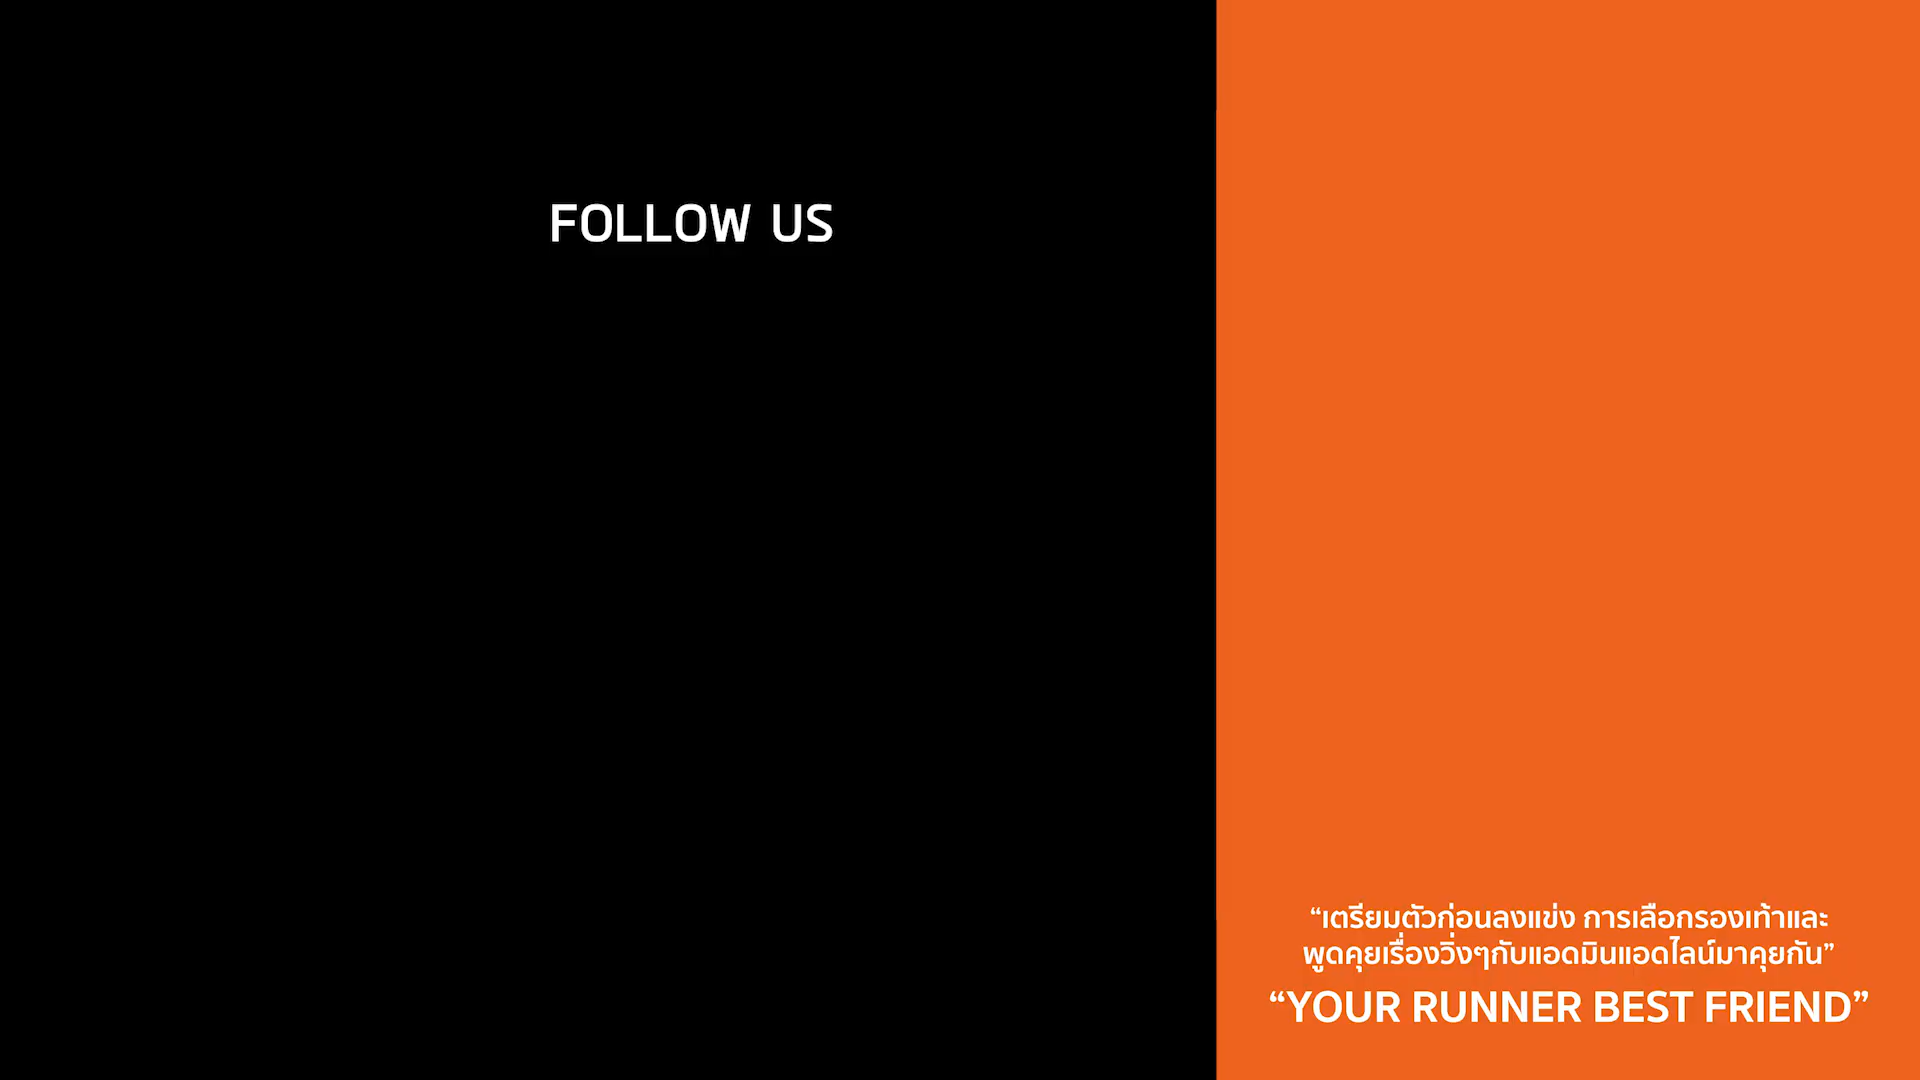 FOLLOW US
“เตรียมตัวก่อนลงแข่ง การเลือกรองเท้าและ
พูดคุยเรื่องวิ่งๆกับแอดมินแอดไลน์มาคุยกัน”
“YOUR RUNNER BEST FRIEND”